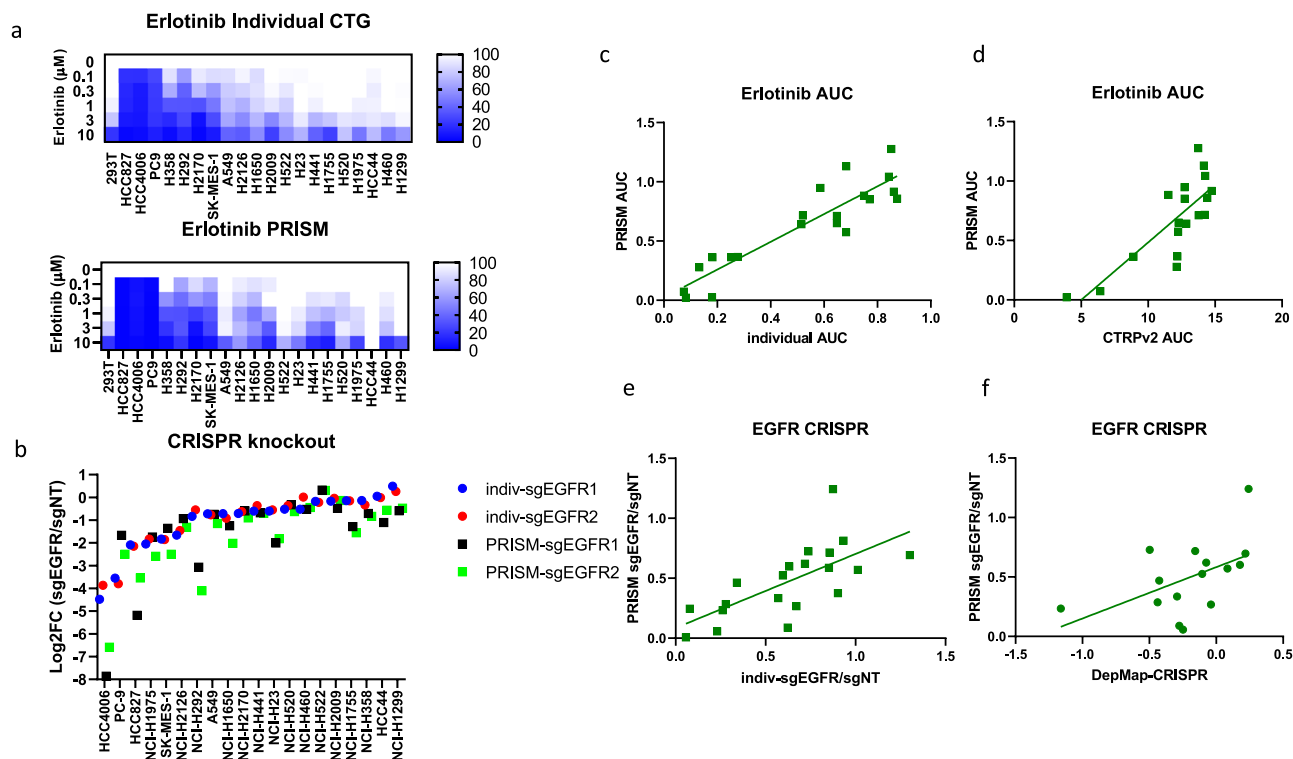 a
Erlotinib Individual CTG
Erlotinib (µM)
0
0.1
0.3
1
3
10
100
80
60
40
20
0
293T
HCC827
HCC4006
PC9
H358
H292
H2170
SK-MES-1
A549
H2126
H1650
H2009
H522
H23
H441
H1755
H520
H1975
HCC44
H460
H1299
Erlotinib PRISM
Erlotinib (µM)
0
0.1
0.3
1
3
10
100
80
60
40
20
0
293T
HCC827
HCC4006
PC9
H358
H292
H2170
SK-MES-1
A549
H2126
H1650
H2009
H522
H23
H441
H1755
H520
H1975
HCC44
H460
H1299
b
CRISPR knockout
Log2FC (sgEGFR/sgNT)
1
0
-1
-2
-3
-4
-5
-6
-7
-8
HCC4006
PC-9
HCC827
NCI-H1975
SK-MES-1
NCI-H2126
NCI-H292
A549
NCI-H1650
NCI-H2170
NCI-H441
NCI-H23
NCI-H520
NCI-H460
NCI-H522
NCI-H2009
NCI-H1755
NCI-H358
HCC44
NCI-H1299
indiv-sgEGFR1
indiv-sgEGFR2
PRISM-sgEGFR1
PRISM-sgEGFR2
c
Erlotinib AUC
PRISM AUC
1.5
1.0
0.5
0.0
0.0 0.2 0.4 0.6 0.8 1.0
individual AUC
d
Erlotinib AUC
PRISM AUC
1.5
1.0
0.5
0.0
0 5 10 15 20
CTRPv2 AUC
e
EGFR CRISPR
PRISM sgEGFR/sgNT
1.5
1.0
0.5
0.0
0.0 0.5 1.0 1.5
indiv-sgEGFR/sgNT
f
EGFR CRISPR
PRISM sgEGFR/sgNT
1.5
1.0
0.5
0.0
-1.5 -1.0 -0.5 0.0 0.5
DepMap-CRISPR